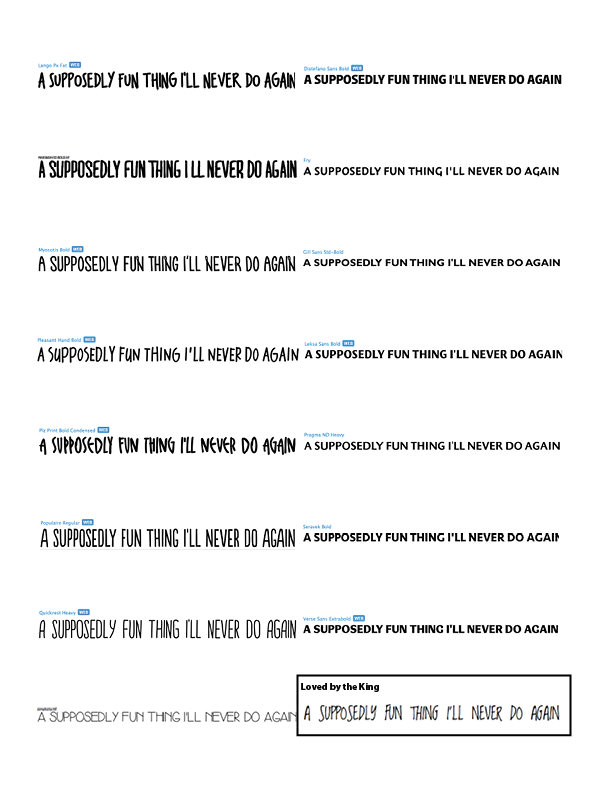 Lengo Px Fat WEB
A SUPPOSEDLY FUN THING I'LL NEVER DO AGAIN
Distefano Sans Bold WEB
A SUPPOSEDLY FUN THING I'LL NEVER DO AGAIN
A SUPPOSEDLY FUN THING I LL NEVER DO AGAIN
Fry
A SUPPOSEDLY FUN THING I'LL NEVER DO AGAIN
Myosotis Bold WEB
A SUPPOSEDLY FUN THING I'LL NEVER DO AGAIN
Gill Sans Std-Bold
A SUPPOSEDLY FUN THING I'LL NEVER DO AGAIN
Pleasant Hand Bold WEB
A SUPPOSEDLY FUN THING I'LL NEVER DO AGAIN
Leksa Sans Bold WEB
A SUPPOSEDLY FUN THING I'LL NEVER DO AGAIN
Plz Print Bold Condensed WEB
A SUPPOSEDLY FUN THING I'LL NEVER DO AGAIN
Pragma ND Heavy
A SUPPOSEDLY FUN THING I'LL NEVER DO AGAIN
Populaire Regular WEB
A SUPPOSEDLY FUN THING I'LL NEVER DO AGAIN
Seravek Bold
A SUPPOSEDLY FUN THING I'LL NEVER DO AGAIN
Quickrest Heavy WEB
A SUPPOSEDLY FUN THING I'LL NEVER DO AGAIN
Verse Sans Extrabold WEB
A SUPPOSEDLY FUN THING I'LL NEVER DO AGAIN
A SUPPOSEDLY FUN THING I'LL NEVER DO AGAIN
Loved by the King
A SUPPOSEDLY FUN THING I'LL NEVER DO AGAIN